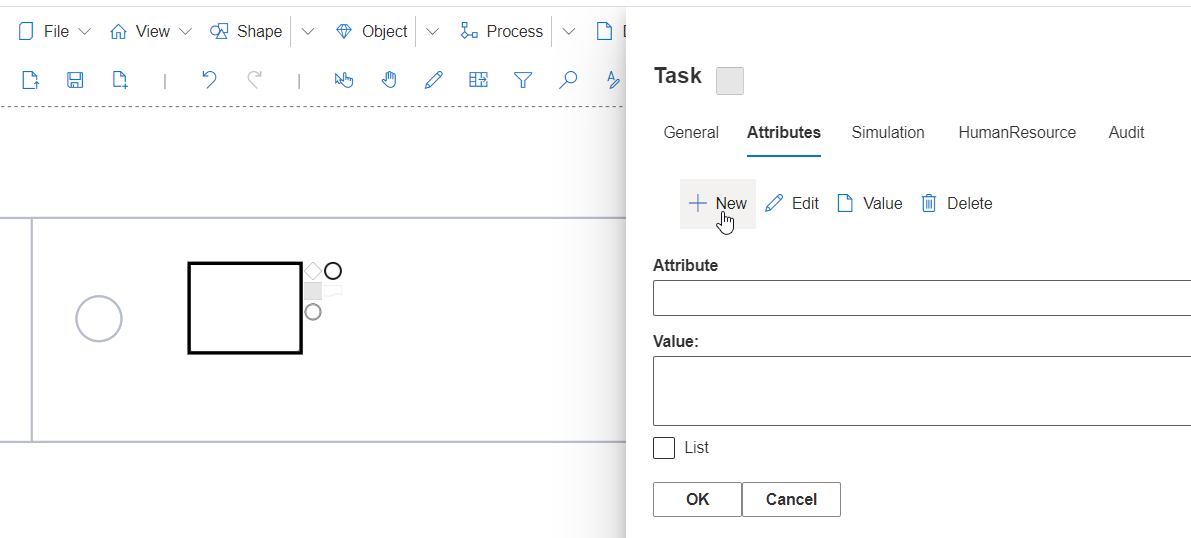 File View Shape Object Process
Task
General Attributes Simulation HumanResource Audit
New Edit Value Delete
Attribute
Value:
List
OK Cancel